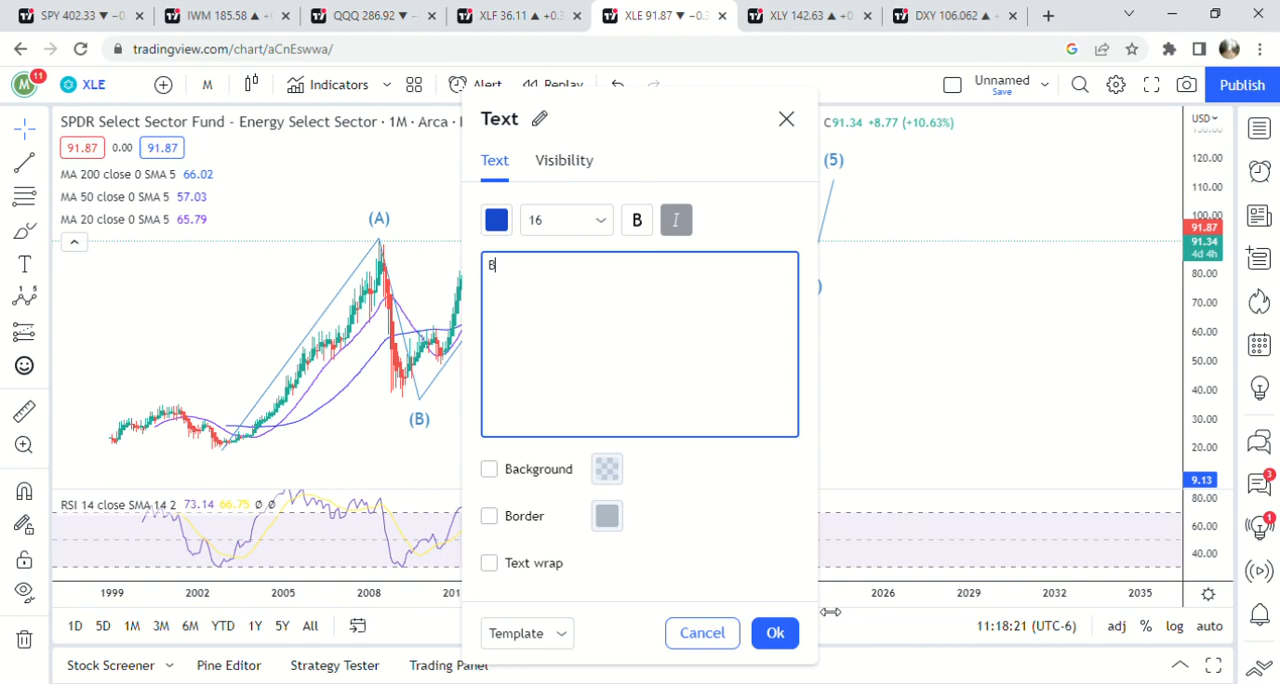 SPY 402.33 ▼ −0
IWM 185.58 ▲ +
QQQ 286.92 ▼ −
XLF 36.11 ▲ +0.
XLE 91.87 ▼ −0.
XLY 142.63 ▲ +0
DXY 106.062 ▲ +
tradingview.com/chart/aCnEswwa/
M 11 XLE M Indicators Alert Replay Unnamed Save Publish
SPDR Select Sector Fund - Energy Select Sector · 1M · Arca ·
C91.34 +8.77 (+10.63%)
USD
91.87 0.00 91.87
MA 200 close 0 SMA 5 66.02
MA 50 close 0 SMA 5 57.03
MA 20 close 0 SMA 5 65.79
(A)
(B)
(5)
Text
Text Visibility
16 B I
B
Background
Border
Text wrap
Template Cancel Ok
130.00
120.00
110.00
100.00
91.87
91.34
4d 4h
80.00
70.00
60.00
50.00
40.00
30.00
20.00
9.13
RSI 14 close SMA 14 2 73.14 66.75 Ø Ø
80.00
60.00
40.00
1999 2002 2005 2008 201 2026 2029 2032 2035
1D 5D 1M 3M 6M YTD 1Y 5Y All 11:18:21 (UTC-6) adj % log auto
Stock Screener Pine Editor Strategy Tester Trading Panel
3
1